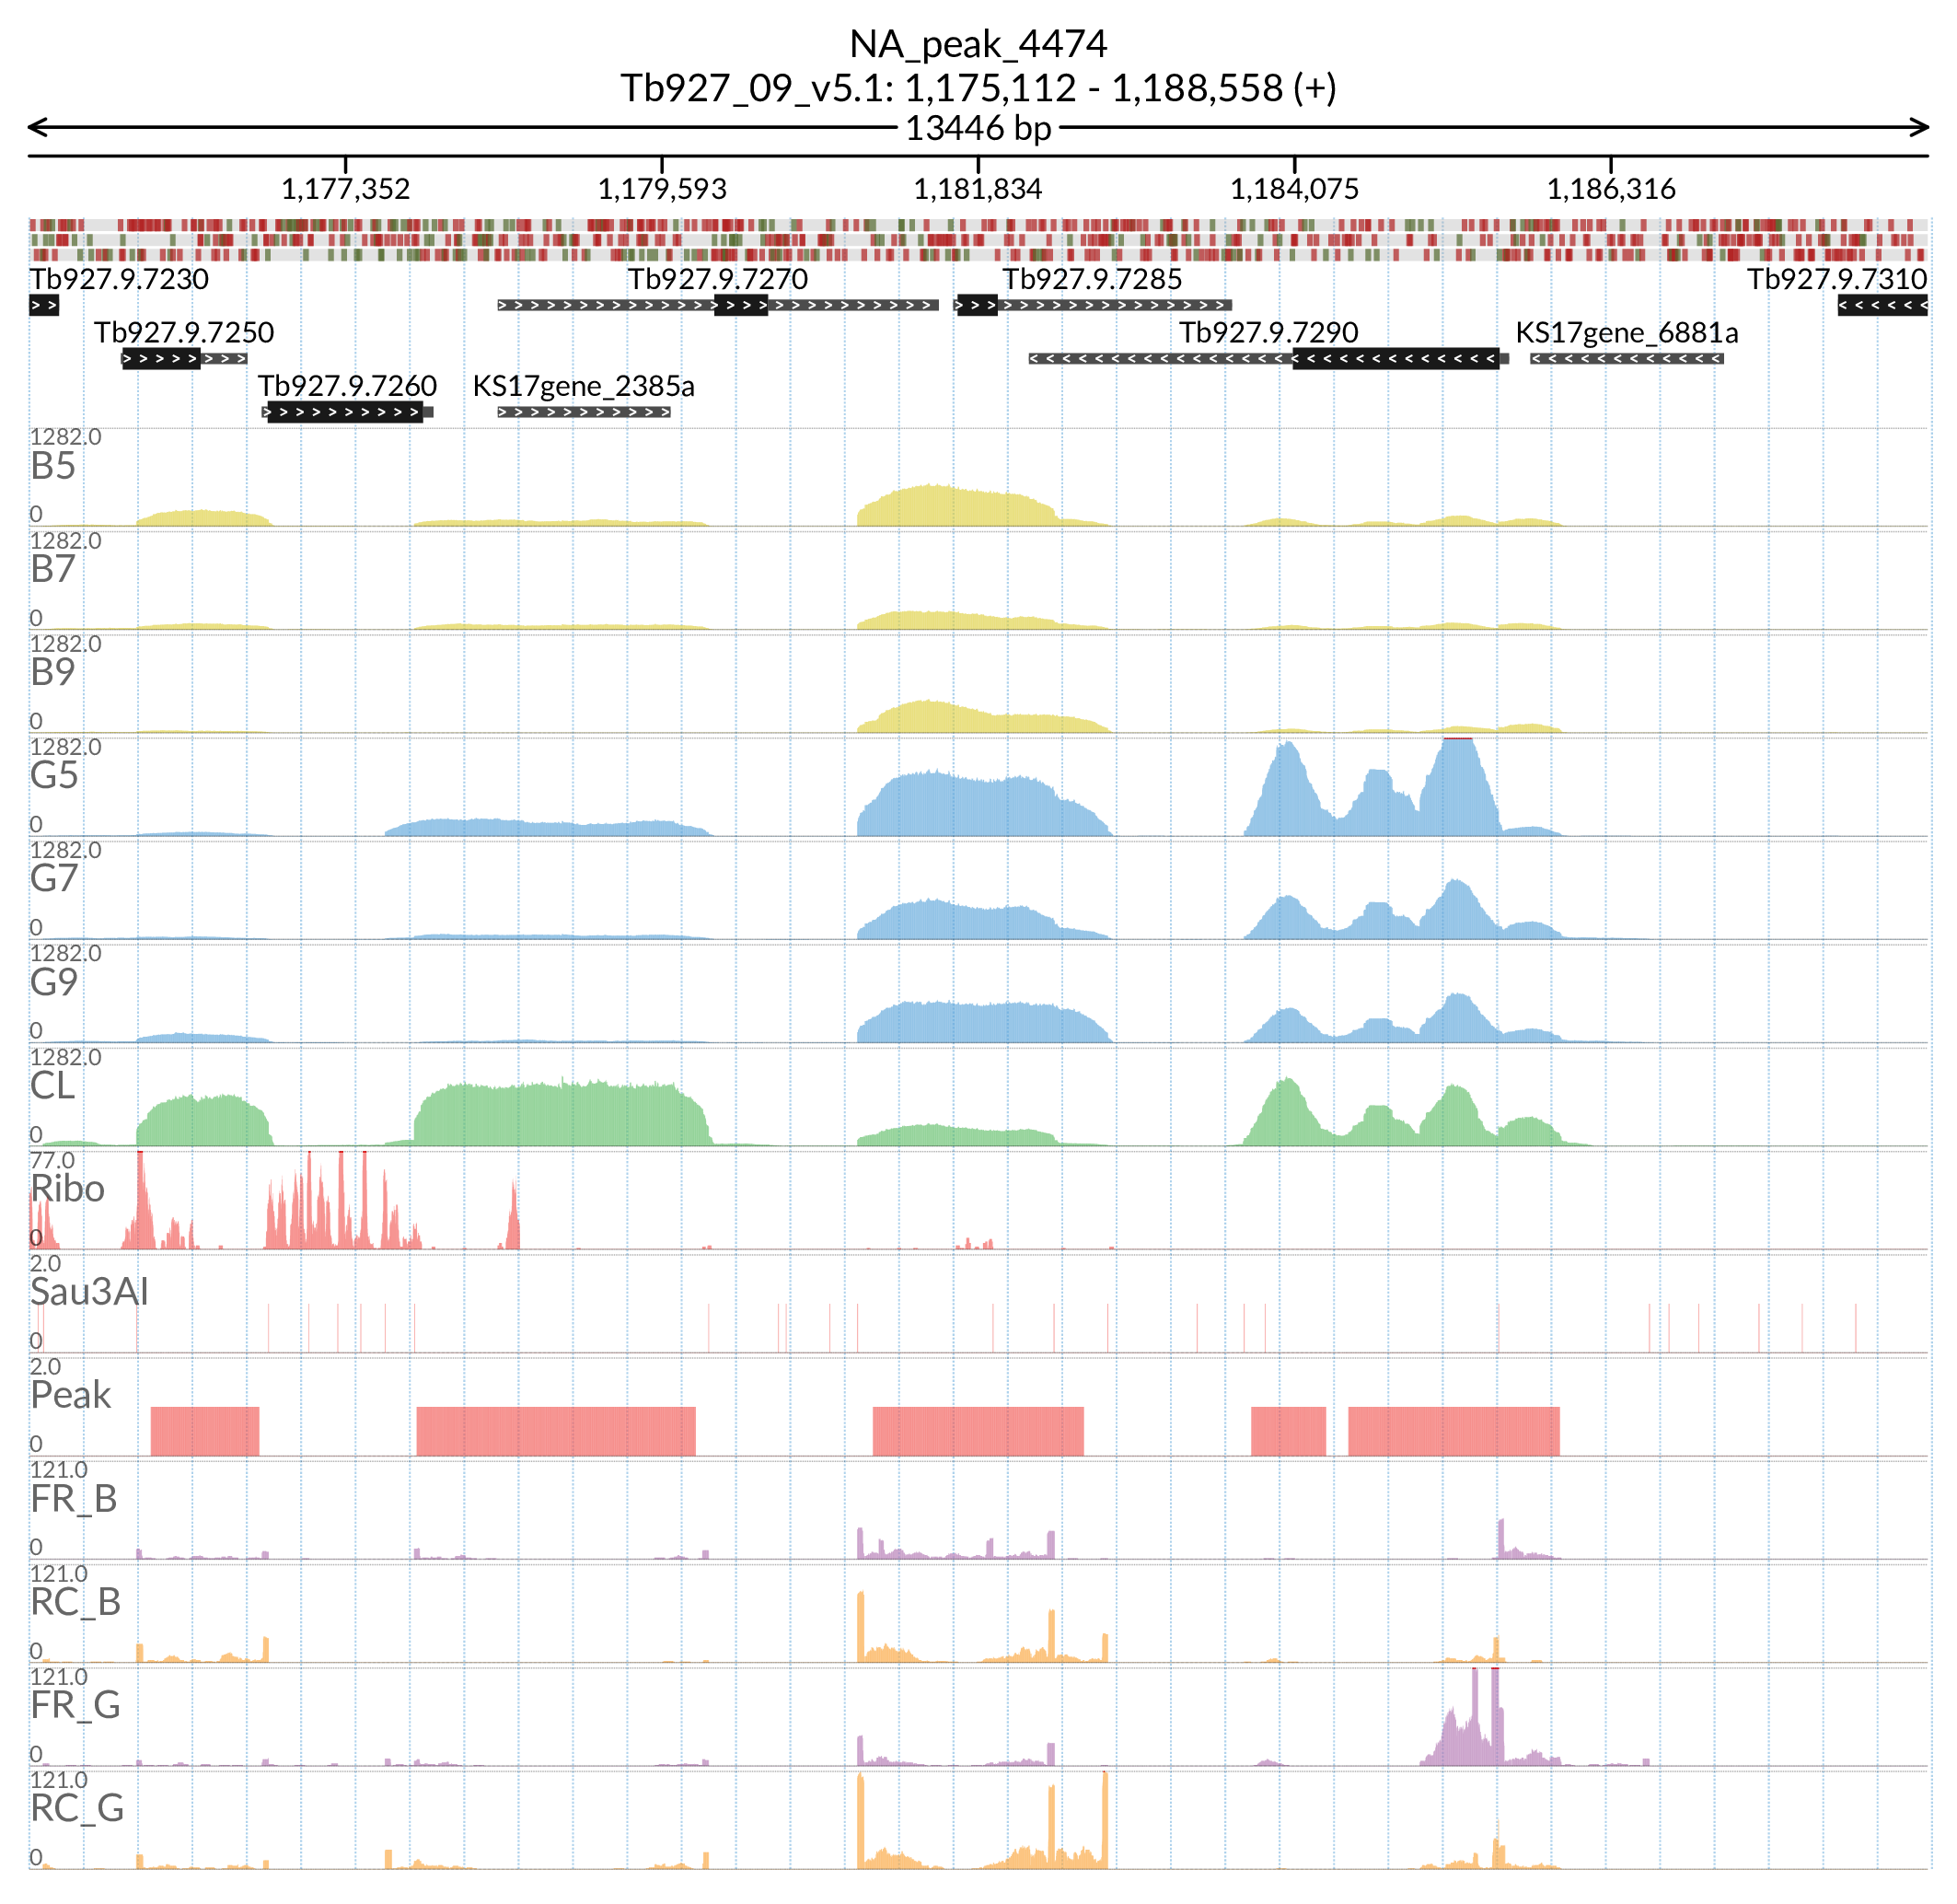 NA_peak_4474
Tb927_09_v5.1: 1,175,112 - 1,188,558 (+)
13446 bp
1,177,352 1,179,593 1,181,834 1,184,075 1,186,316
Tb927.9.7230 Tb927.9.7270 Tb927.9.7285 Tb927.9.7310
Tb927.9.7250 Tb927.9.7290 KS17gene_6881a
Tb927.9.7260 KS17gene_2385a
1282.0
B5
0
1282.0
B7
0
1282.0
B9
0
1282.0
G5
0
1282.0
G7
0
1282.0
G9
0
1282.0
CL
0
77.0
Ribo
0
2.0
Sau3AI
0
2.0
Peak
0
121.0
FR_B
0
121.0
RC_B
0
121.0
FR_G
0
121.0
RC_G
0